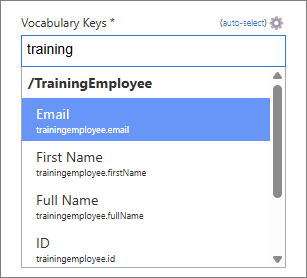 Vocabulary Keys * (auto-select)
training
/TrainingEmployee
Email
trainingemployee.email
First Name
trainingemployee.firstName
Full Name
trainingemployee.fullName
ID
trainingemployee.id